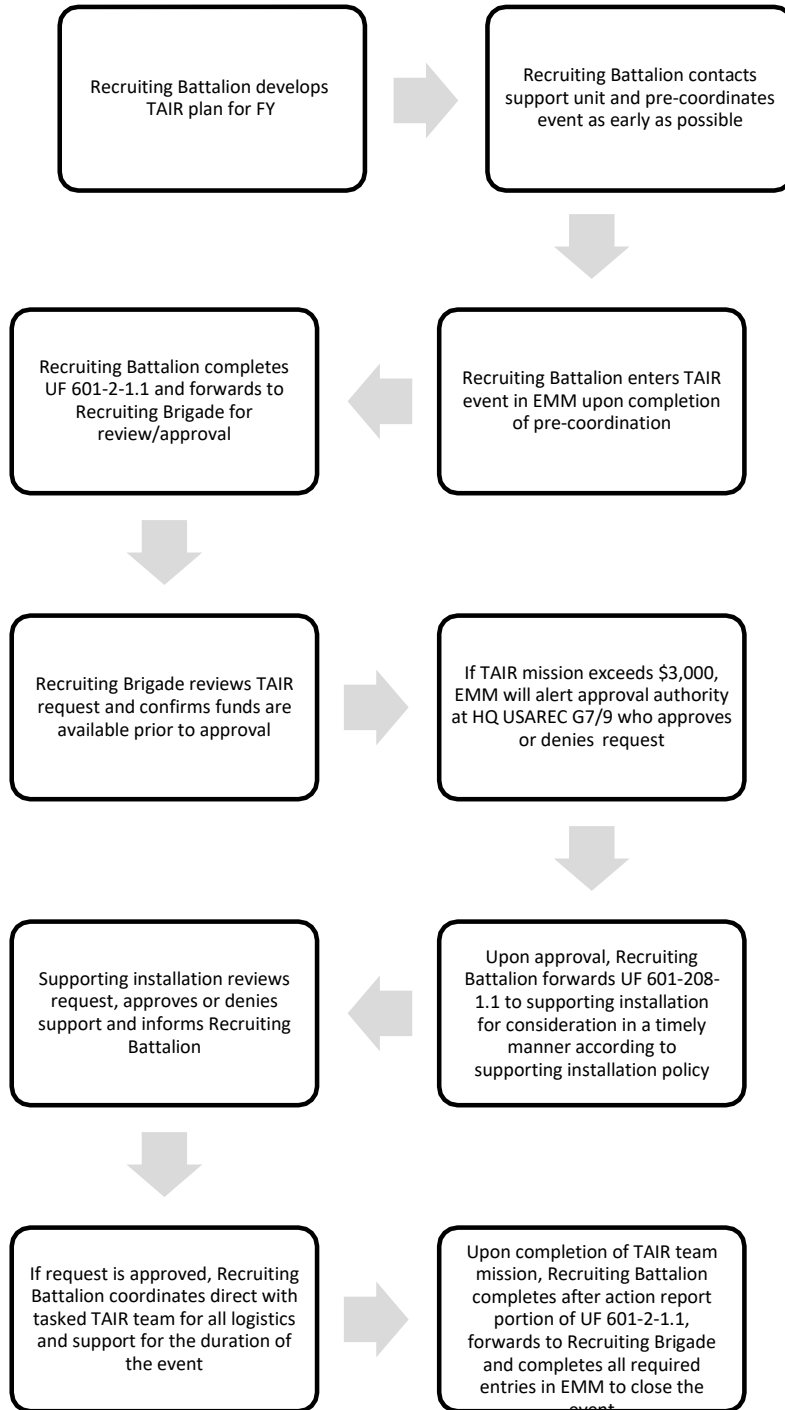 Recruiting Battalion develops
TAIR plan for FY
Recruiting Battalion contacts
support unit and pre-coordinates
event as early as possible
Recruiting Battalion enters TAIR
event in EMM upon completion
of pre-coordination
Recruiting Battalion completes
UF 601-2-1.1 and forwards to
Recruiting Brigade for
review/approval
Recruiting Brigade reviews TAIR
request and confirms funds are
available prior to approval
If TAIR mission exceeds $3,000,
EMM will alert approval authority
at HQ USAREC G7/9 who approves
or denies request
Upon approval, Recruiting
Battalion forwards UF 601-208-
1.1 to supporting installation
for consideration in a timely
manner according to
supporting installation policy
Supporting installation reviews
request, approves or denies
support and informs Recruiting
Battalion
If request is approved, Recruiting
Battalion coordinates direct with
tasked TAIR team for all logistics
and support for the duration of
the event
Upon completion of TAIR team
mission, Recruiting Battalion
completes after action report
portion of UF 601-2-1.1,
forwards to Recruiting Brigade
and completes all required
entries in EMM to close the